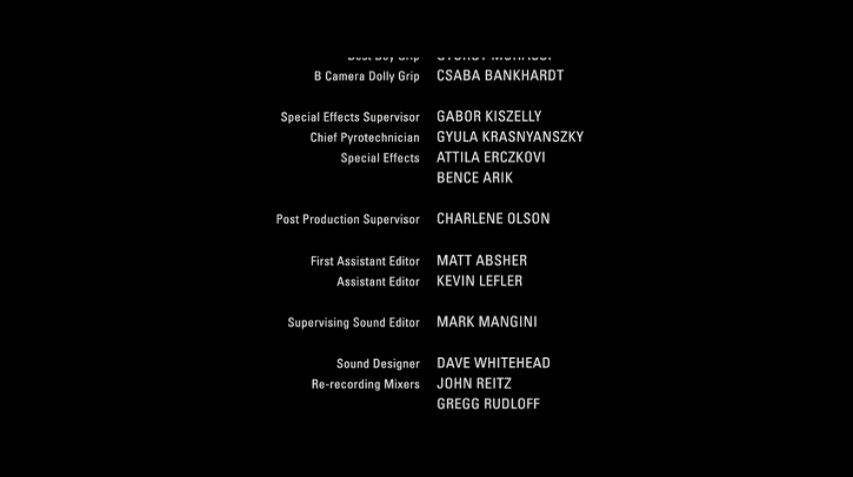 B Camera Dolly Grip CSABA BANKHARDT
Special Effects Supervisor GABOR KISZELLY
Chief Pyrotechnician GYULA KRASNYANSZKY
Special Effects ATTILA ERCZKOVI
BENCE ARIK
Post Production Supervisor CHARLENE OLSON
First Assistant Editor MATT ABSHER
Assistant Editor KEVIN LEFLER
Supervising Sound Editor MARK MANGINI
Sound Designer DAVE WHITEHEAD
Re-recording Mixers JOHN REITZ
GREGG RUDLOFF